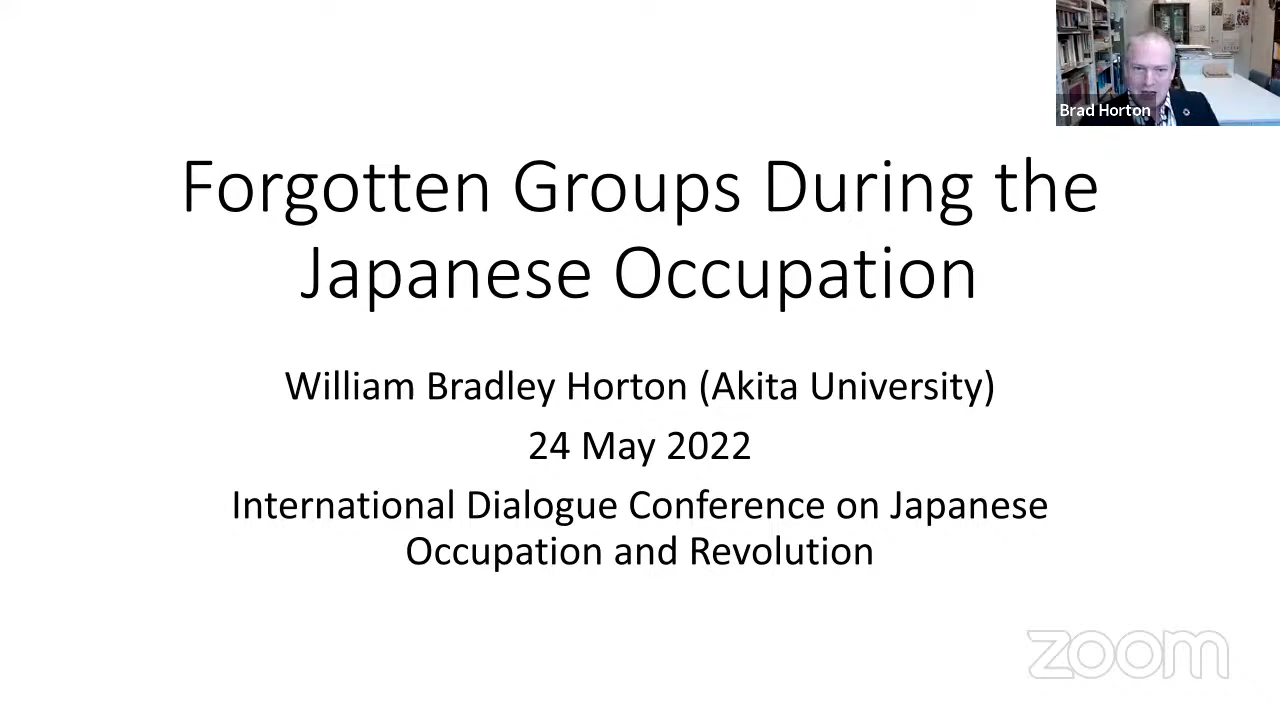 Brad Horton
Forgotten Groups During the
Japanese Occupation
William Bradley Horton (Akita University)
24 May 2022
International Dialogue Conference on Japanese
Occupation and Revolution
zoom